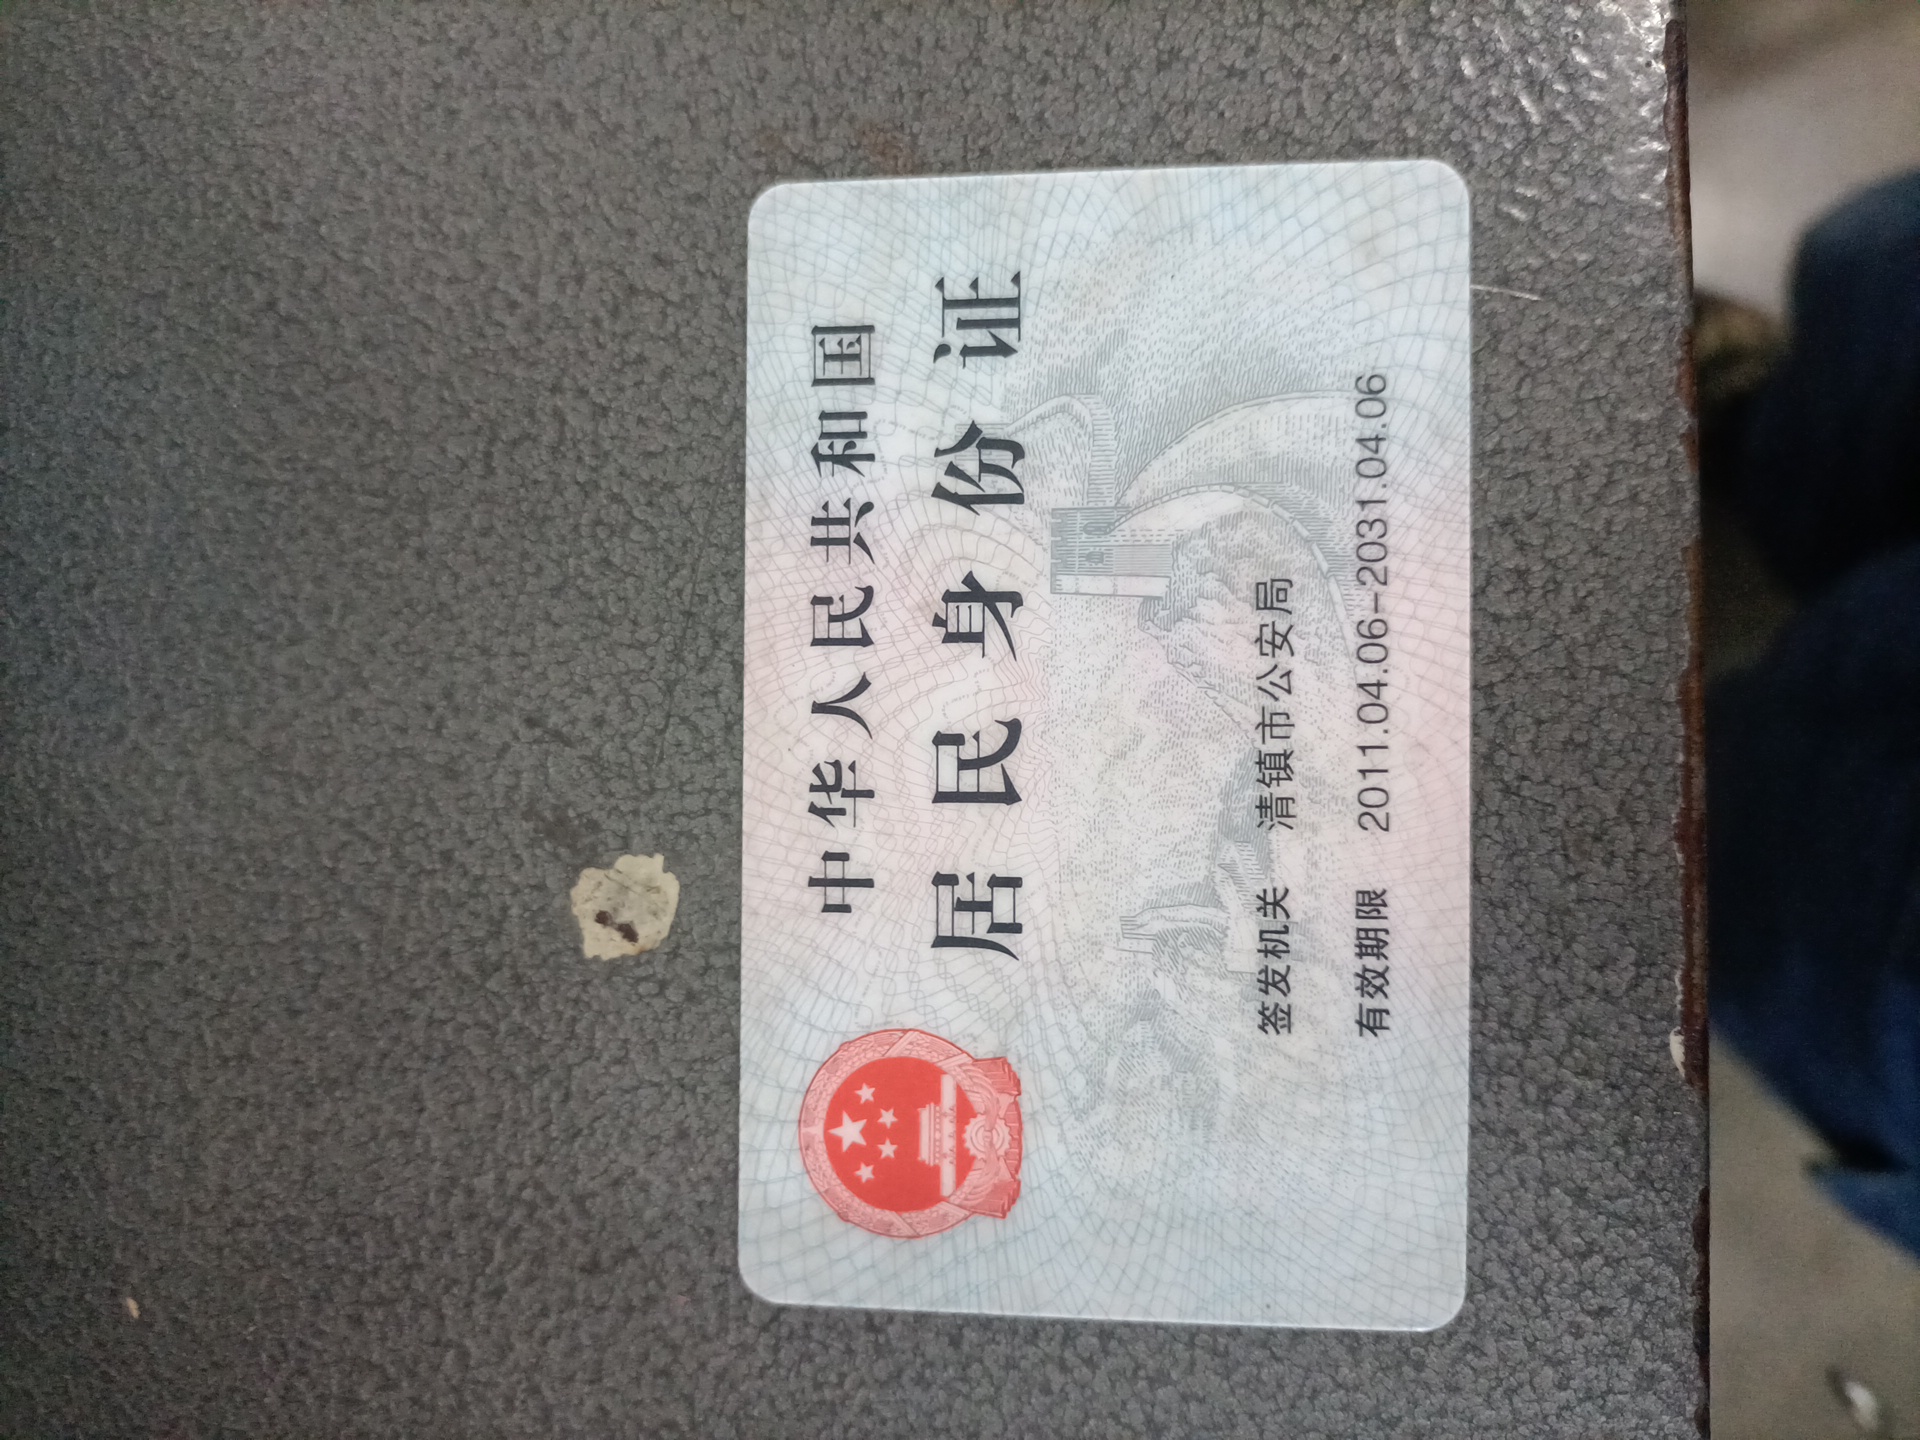 中华人民共和国
居民身份证
签发机关 清镇市公安局
有效期限 2011.04.06-2031.04.06